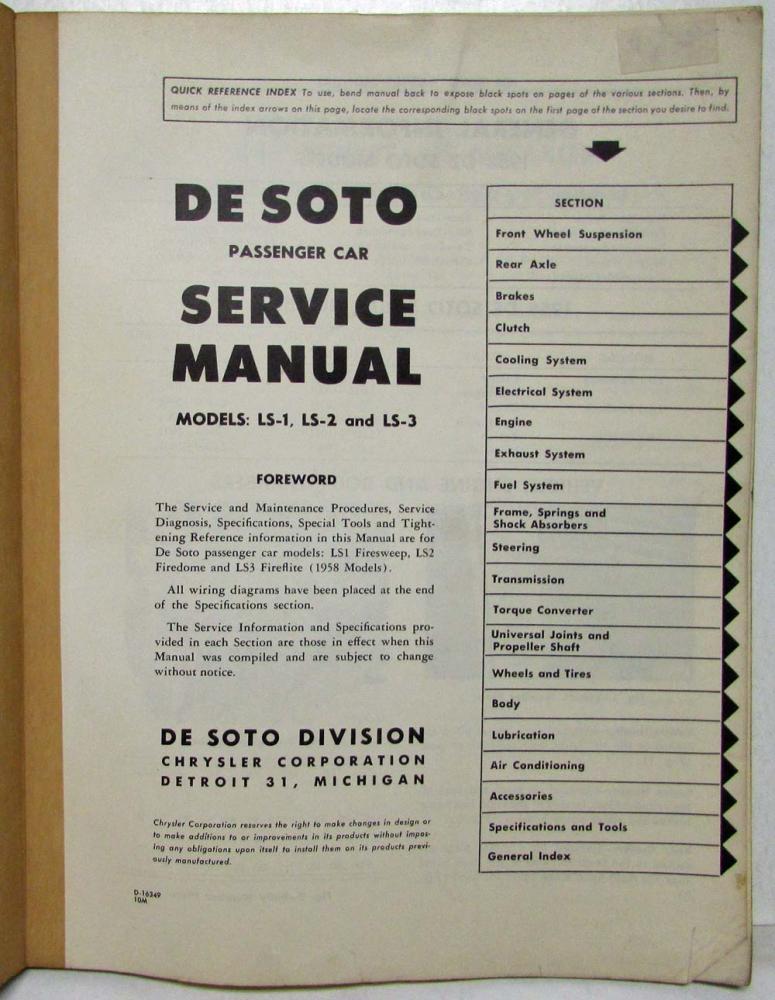 QUICK REFERENCE INDEX To use, bend manual back to expose black spots on pages of the various sections. Then, by
means of the index arrows on this page, locate the corresponding black spots on the first page of the section you desire to find.
DE SOTO
PASSENGER CAR
SERVICE
MANUAL
MODELS: LS-1, LS-2 and LS-3
FOREWORD
The Service and Maintenance Procedures, Service
Diagnosis, Specifications, Special Tools and Tight-
ening Reference information in this Manual are for
De Soto passenger car models: LS1 Firesweep, LS2
Firedome and LS3 Fireflite (1958 Models).
All wiring diagrams have been placed at the end
of the Specifications section.
The Service Information and Specifications pro-
vided in each Section are those in effect when this
Manual was compiled and are subject to change
without notice.
DE SOTO DIVISION
CHRYSLER CORPORATION
DETROIT 31, MICHIGAN
Chrysler Corporation reserves the right to make changes in design or
to make additions to or improvements in its products without impos-
ing any obligations upon itself to install them on its products previ-
ously manufactured.
D-16349
10M
SECTION
Front Wheel Suspension
Rear Axle
Brakes
Clutch
Cooling System
Electrical System
Engine
Exhaust System
Fuel System
Frame, Springs and
Shock Absorbers
Steering
Transmission
Torque Converter
Universal Joints and
Propeller Shaft
Wheels and Tires
Body
Lubrication
Air Conditioning
Accessories
Specifications and Tools
General Index